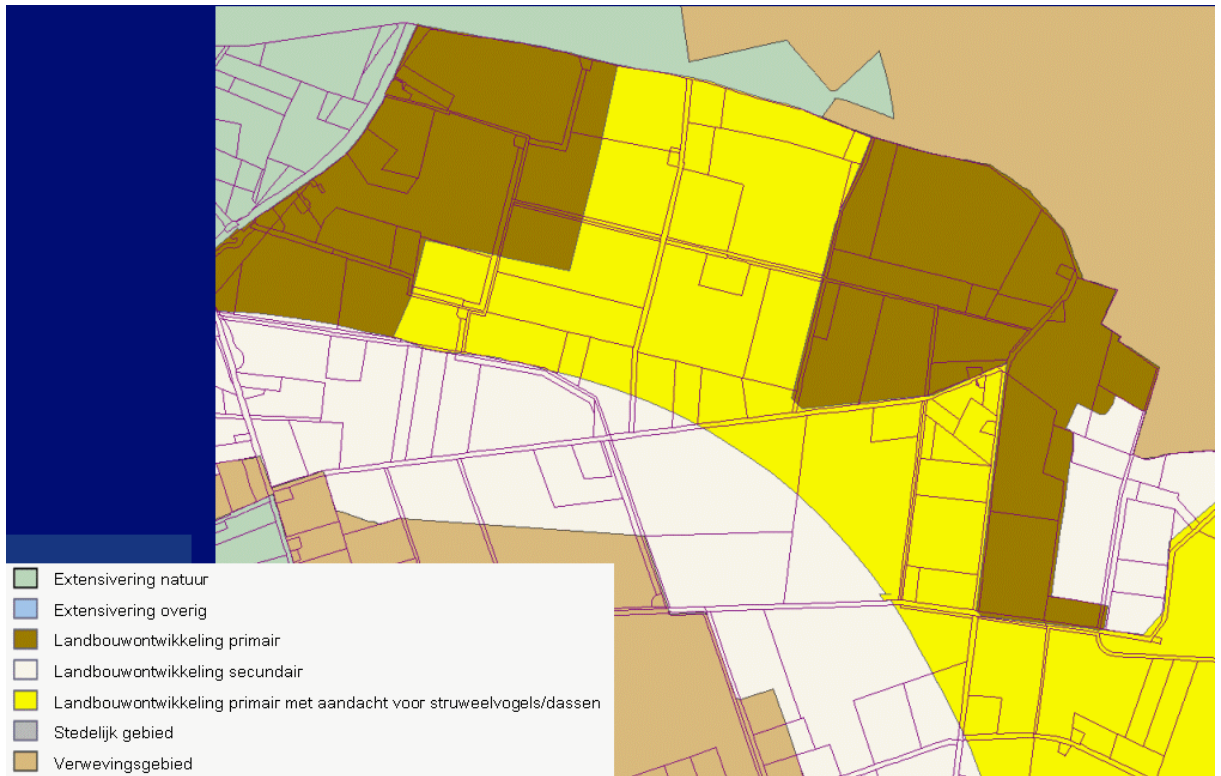 Extensivering natuur
Extensivering overig
Landbouwontwikkeling primair
Landbouwontwikkeling secundair
Landbouwontwikkeling primair met aandacht voor struweelvogels/dassen
Stedelijk gebied
Verwevingsgebied